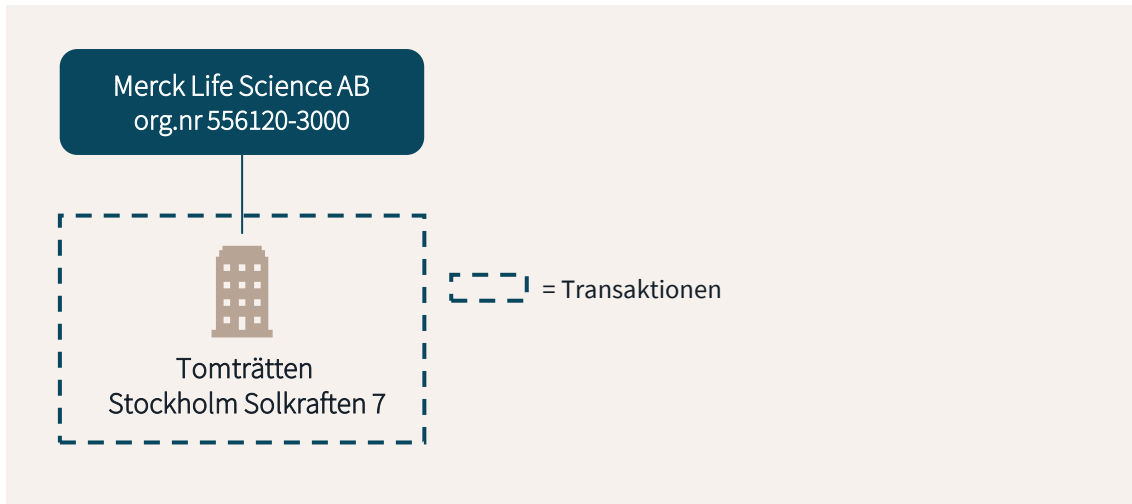 Merck Life Science AB
org.nr 556120-3000
= Transaktionen
Tomträtten
Stockholm Solkraften 7